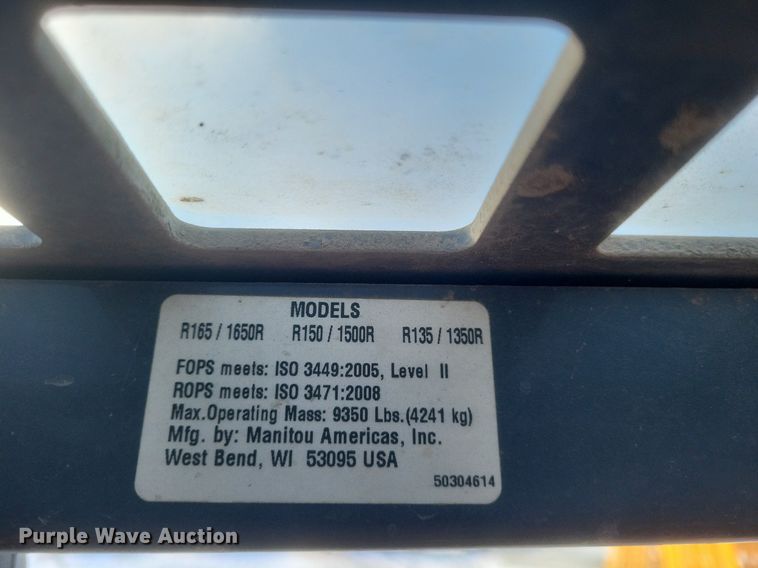 MODELS
R165 / 1650R R150 / 1500R R135 / 1350R
FOPS meets: ISO 3449:2005, Level II
ROPS meets: ISO 3471:2008
Max.Operating Mass: 9350 Lbs.(4241 kg)
Mfg. by: Manitou Americas, Inc.
West Bend, WI 53095 USA
50304614
Purple Wave Auction